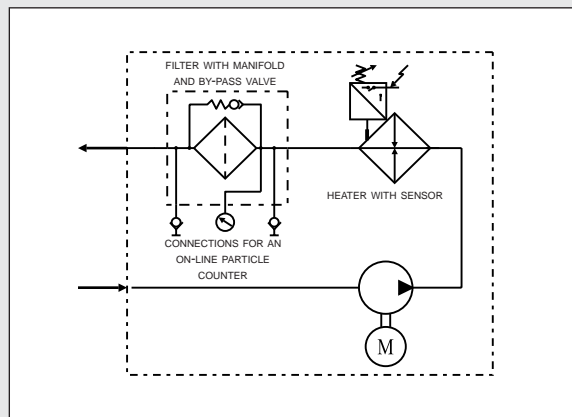 FILTER WITH MANIFOLD
AND BY-PASS VALVE
HEATER WITH SENSOR
CONNECTIONS FOR AN
ON-LINE PARTICLE
COUNTER
M